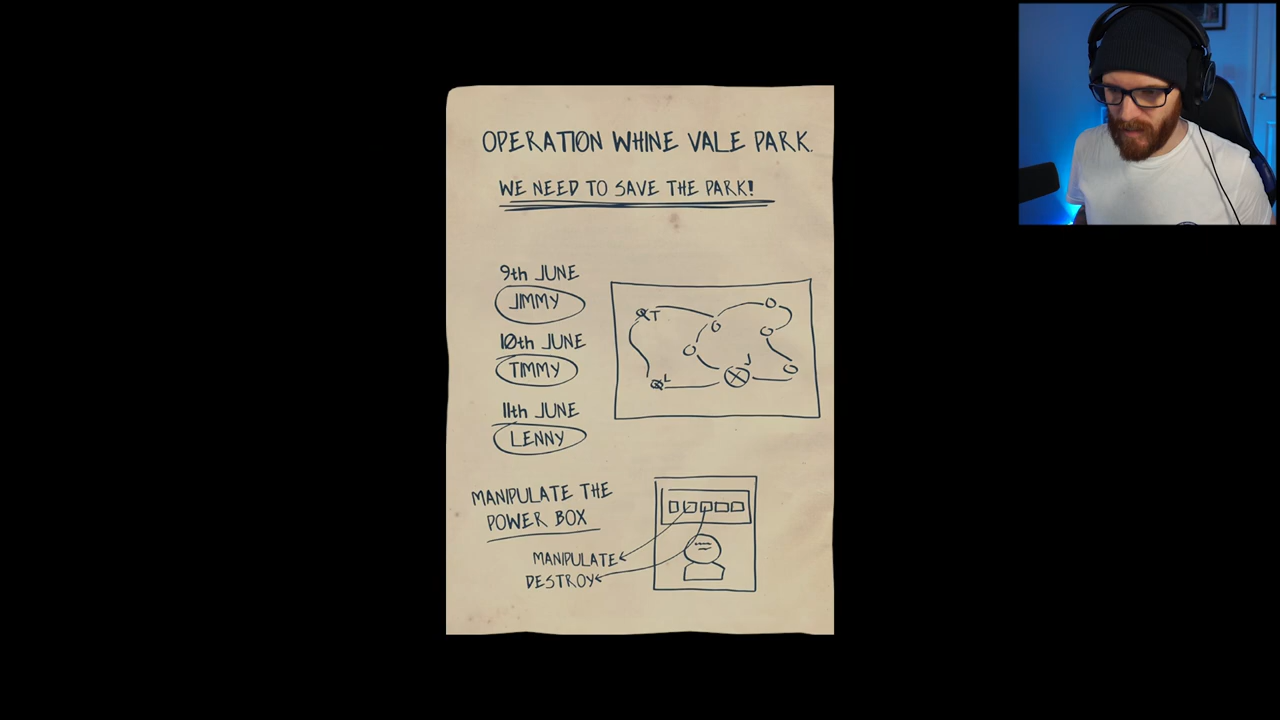 OPERATION WHINE VALE PARK.
WE NEED TO SAVE THE PARK!
9th JUNE
JIMMY
10th JUNE
TIMMY
11th JUNE
LENNY
T
J
L
MANIPULATE THE
POWER BOX
MANIPULATE
DESTROY